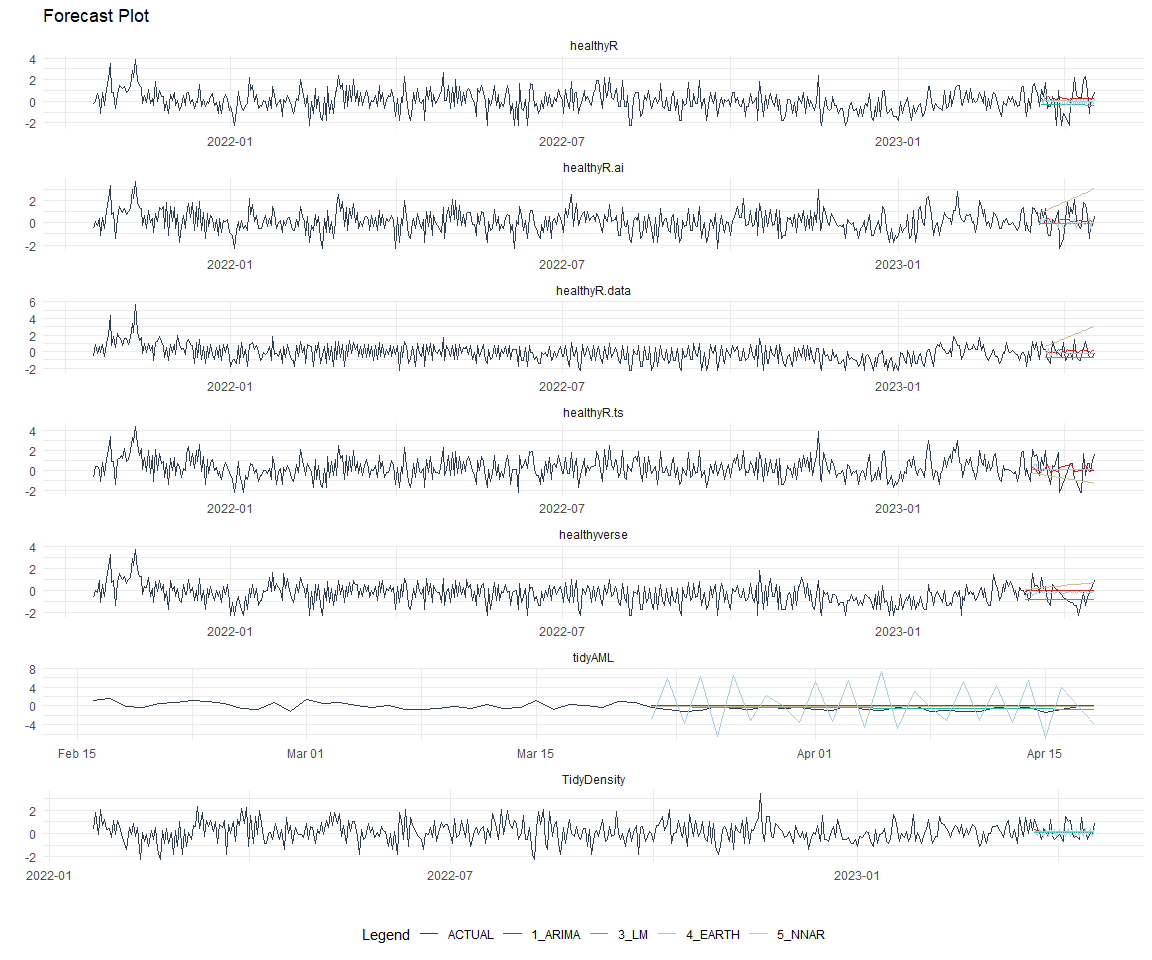 Forecast Plot
healthyR
4
2
0
-2
2022-01 2022-07 2023-01
healthyR.ai
2
0
-2
2022-01 2022-07 2023-01
healthyR.data
6
4
2
0
-2
2022-01 2022-07 2023-01
healthyR.ts
4
2
0
-2
2022-01 2022-07 2023-01
healthyverse
4
2
0
-2
2022-01 2022-07 2023-01
tidyAML
8
4
0
-4
Feb 15 Mar 01 Mar 15 Apr 01 Apr 15
TidyDensity
2
0
-2
2022-01 2022-07 2023-01
Legend ACTUAL 1_ARIMA 3_LM 4_EARTH 5_NNAR